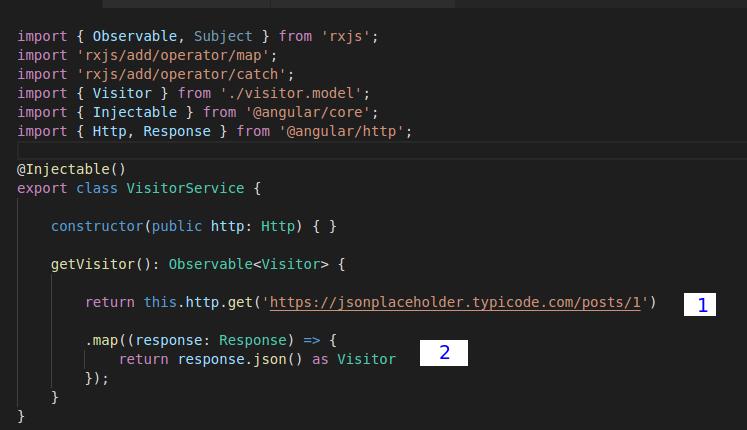 import { Observable, Subject } from 'rxjs';
import 'rxjs/add/operator/map';
import 'rxjs/add/operator/catch';
import { Visitor } from './visitor.model';
import { Injectable } from '@angular/core';
import { Http, Response } from '@angular/http';
@Injectable()
export class VisitorService {
constructor(public http: Http) { }
getVisitor(): Observable<Visitor> {
return this.http.get('https://jsonplaceholder.typicode.com/posts/1') 1
.map((response: Response) => {
return response.json() as Visitor 2
});
}
}